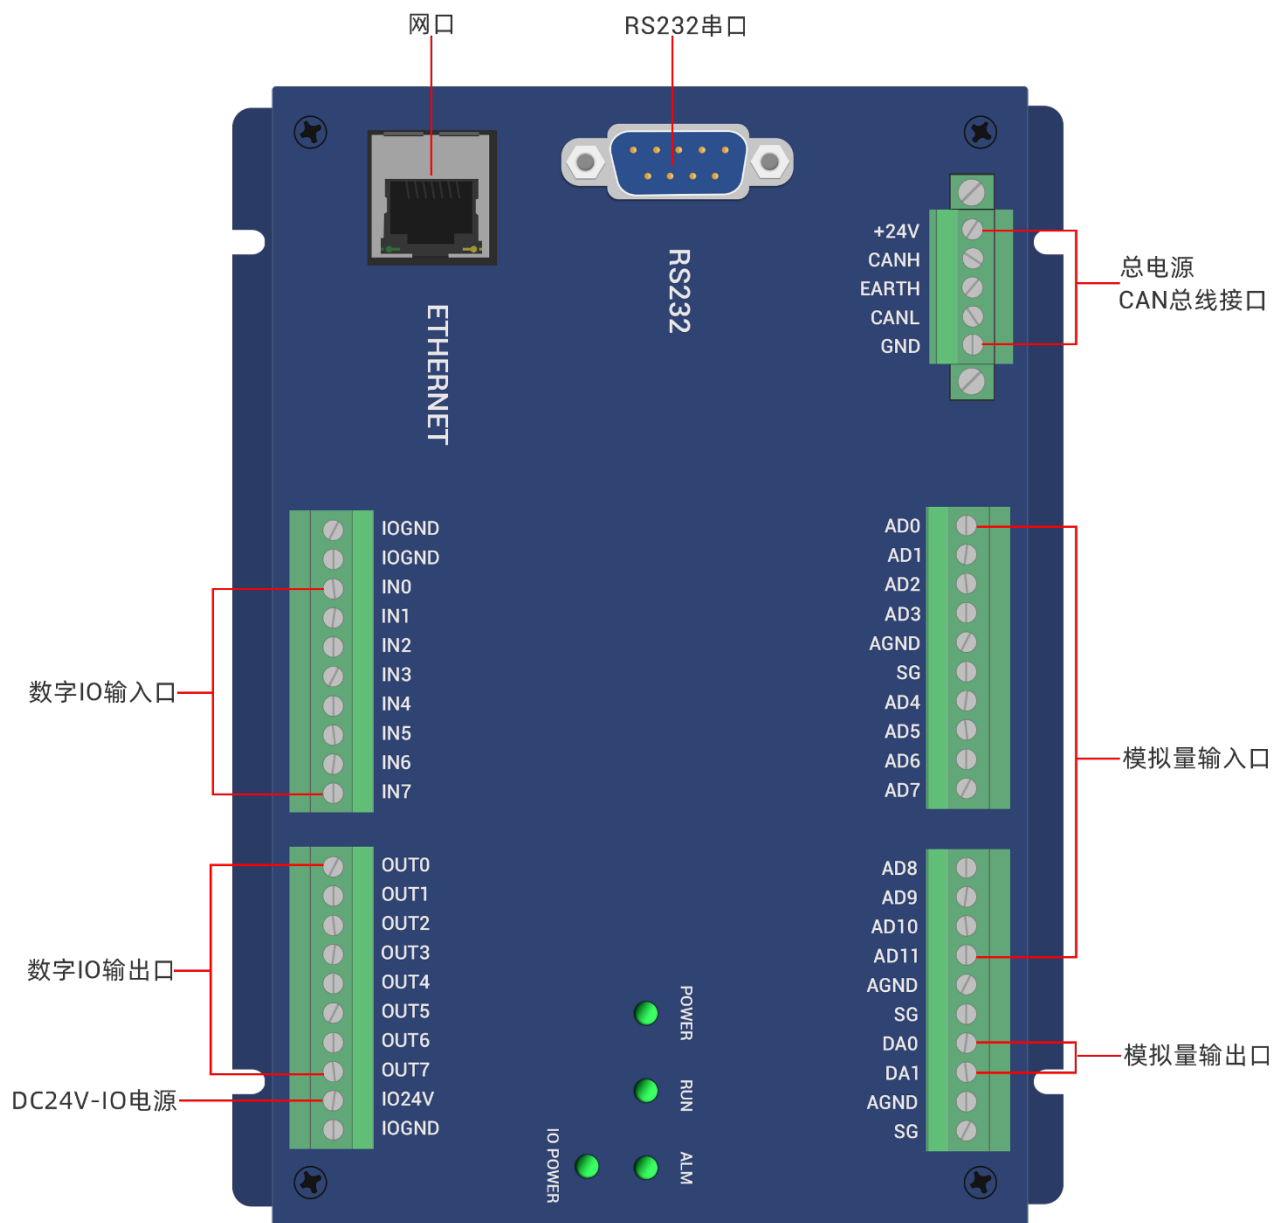 网口
RS232串口
+24V
CANH
EARTH
CANL
GND
总电源
CAN总线接口
RS232
ETHERNET
IOGND
IOGND
IN0
IN1
IN2
IN3
IN4
IN5
IN6
IN7
数字IO输入口
AD0
AD1
AD2
AD3
AGND
SG
AD4
AD5
AD6
AD7
模拟量输入口
OUT0
OUT1
OUT2
OUT3
OUT4
OUT5
OUT6
OUT7
IO24V
IOGND
数字IO输出口
DC24V-IO电源
AD8
AD9
AD10
AD11
AGND
SG
DA0
DA1
AGND
SG
模拟量输出口
POWER
RUN
IO POWER
ALM